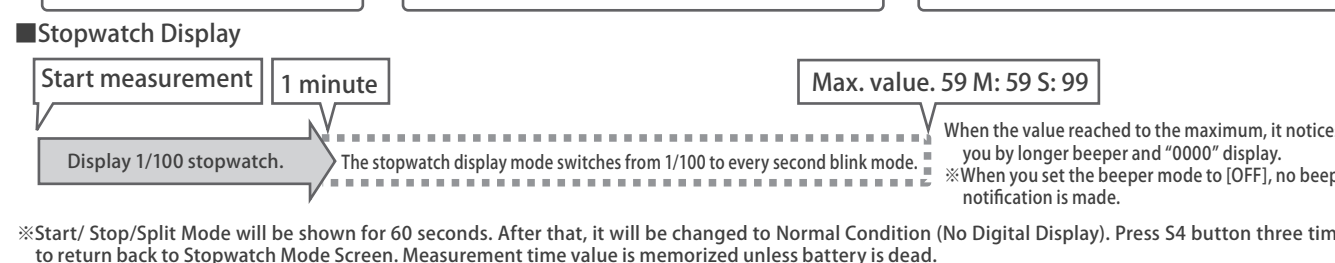 ■Stopwatch Display
Start measurement
1 minute
Max. value. 59 M: 59 S: 99
Display 1/100 stopwatch.
The stopwatch display mode switches from 1/100 to every second blink mode.
When the value reached to the maximum, it notice
you by longer beeper and “0000” display.
※When you set the beeper mode to [OFF], no beep
notification is made.
※Start/ Stop/Split Mode will be shown for 60 seconds. After that, it will be changed to Normal Condition (No Digital Display). Press S4 button three tim
to return back to Stopwatch Mode Screen. Measurement time value is memorized unless battery is dead.